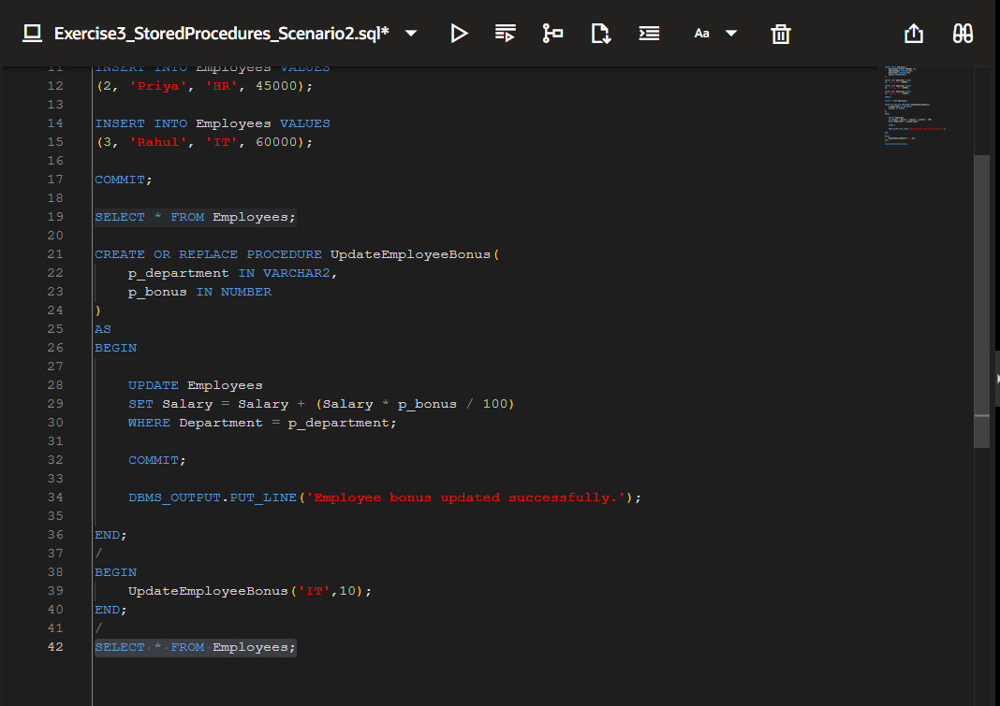 Exercise3_StoredProcedures_Scenario2.sql*
Aa
11 INSERT INTO Employees VALUES
12 (2, 'Priya', 'HR', 45000);
13
14 INSERT INTO Employees VALUES
15 (3, 'Rahul', 'IT', 60000);
16
17 COMMIT;
18
19 SELECT * FROM Employees;
20
21 CREATE OR REPLACE PROCEDURE UpdateEmployeeBonus(
22     p_department IN VARCHAR2,
23     p_bonus IN NUMBER
24 )
25 AS
26 BEGIN
27
28     UPDATE Employees
29     SET Salary = Salary + (Salary * p_bonus / 100)
30     WHERE Department = p_department;
31
32     COMMIT;
33
34     DBMS_OUTPUT.PUT_LINE('Employee bonus updated successfully.');
35
36 END;
37 /
38 BEGIN
39     UpdateEmployeeBonus('IT',10);
40 END;
41 /
42 SELECT * FROM Employees;